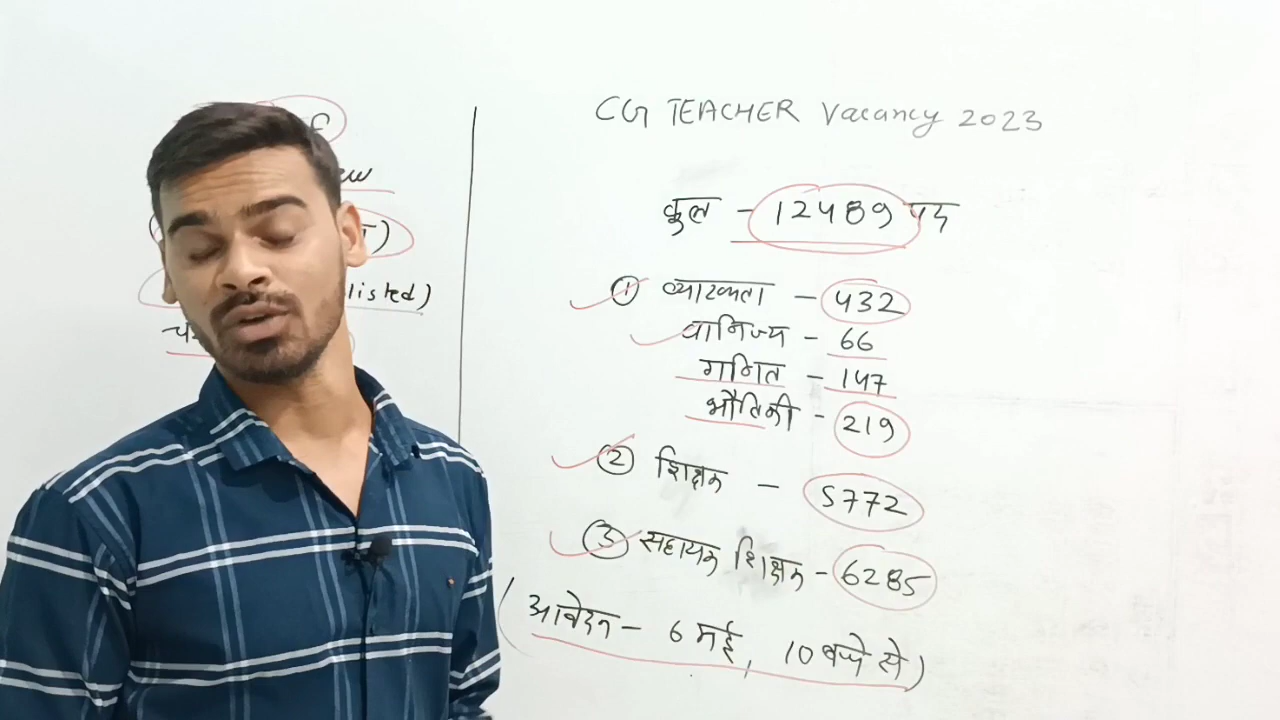 listed)
CG TEACHER Vacancy 2023
कुल - 12489 पद
① व्याख्याता - 432
वाणिज्य - 66
गणित - 147
भौतिकी - 219
② शिक्षक - 5772
③ सहायक शिक्षक - 6285
(आवेदन - 6 मई, 10 बजे से)